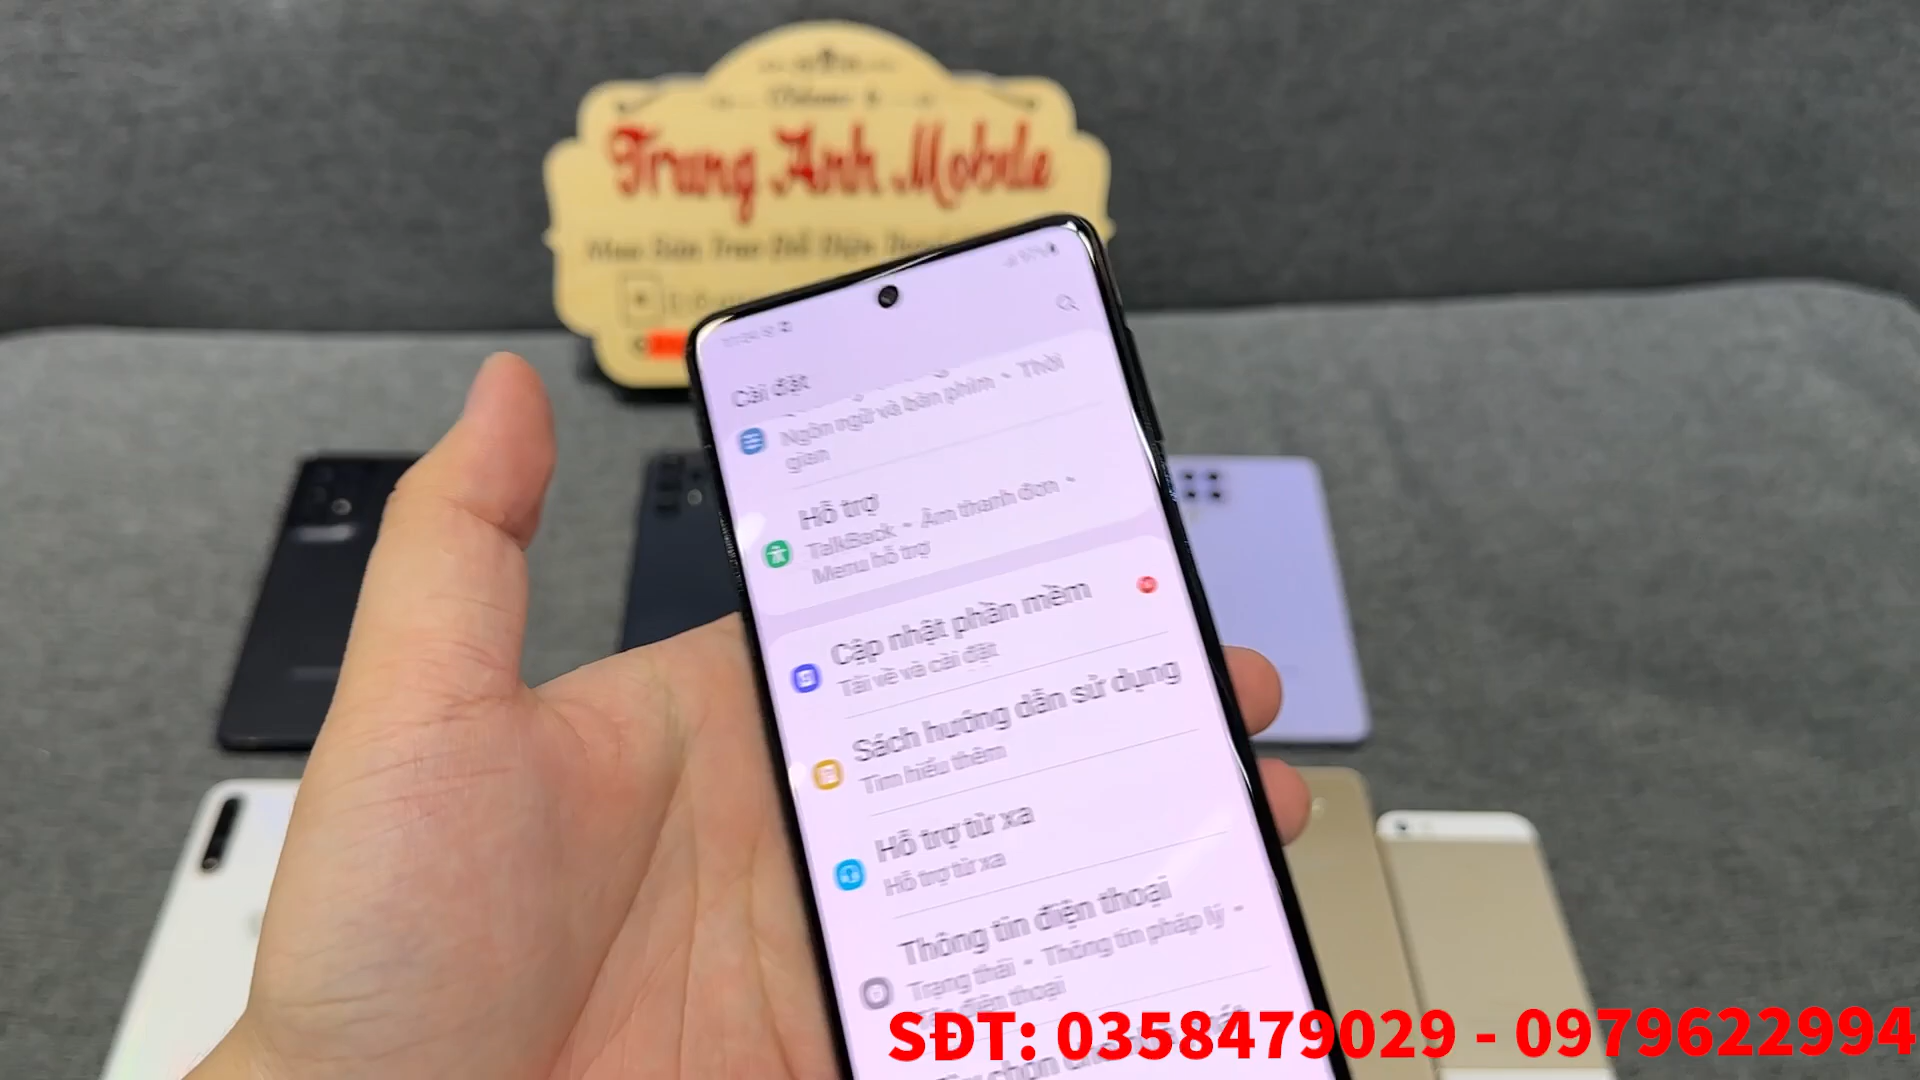 Trung Anh Mobile
Cài đặt
Ngôn ngữ và bàn phím • Thời
gian
Hỗ trợ
TalkBack • Âm thanh đơn •
Menu hỗ trợ
Cập nhật phần mềm
Tải về và cài đặt
Sách hướng dẫn sử dụng
Tìm hiểu thêm
Hỗ trợ từ xa
Hỗ trợ từ xa
Thông tin điện thoại
Trạng thái • Thông tin pháp lý •
điện thoại
SĐT: 0358479029 - 0979622994